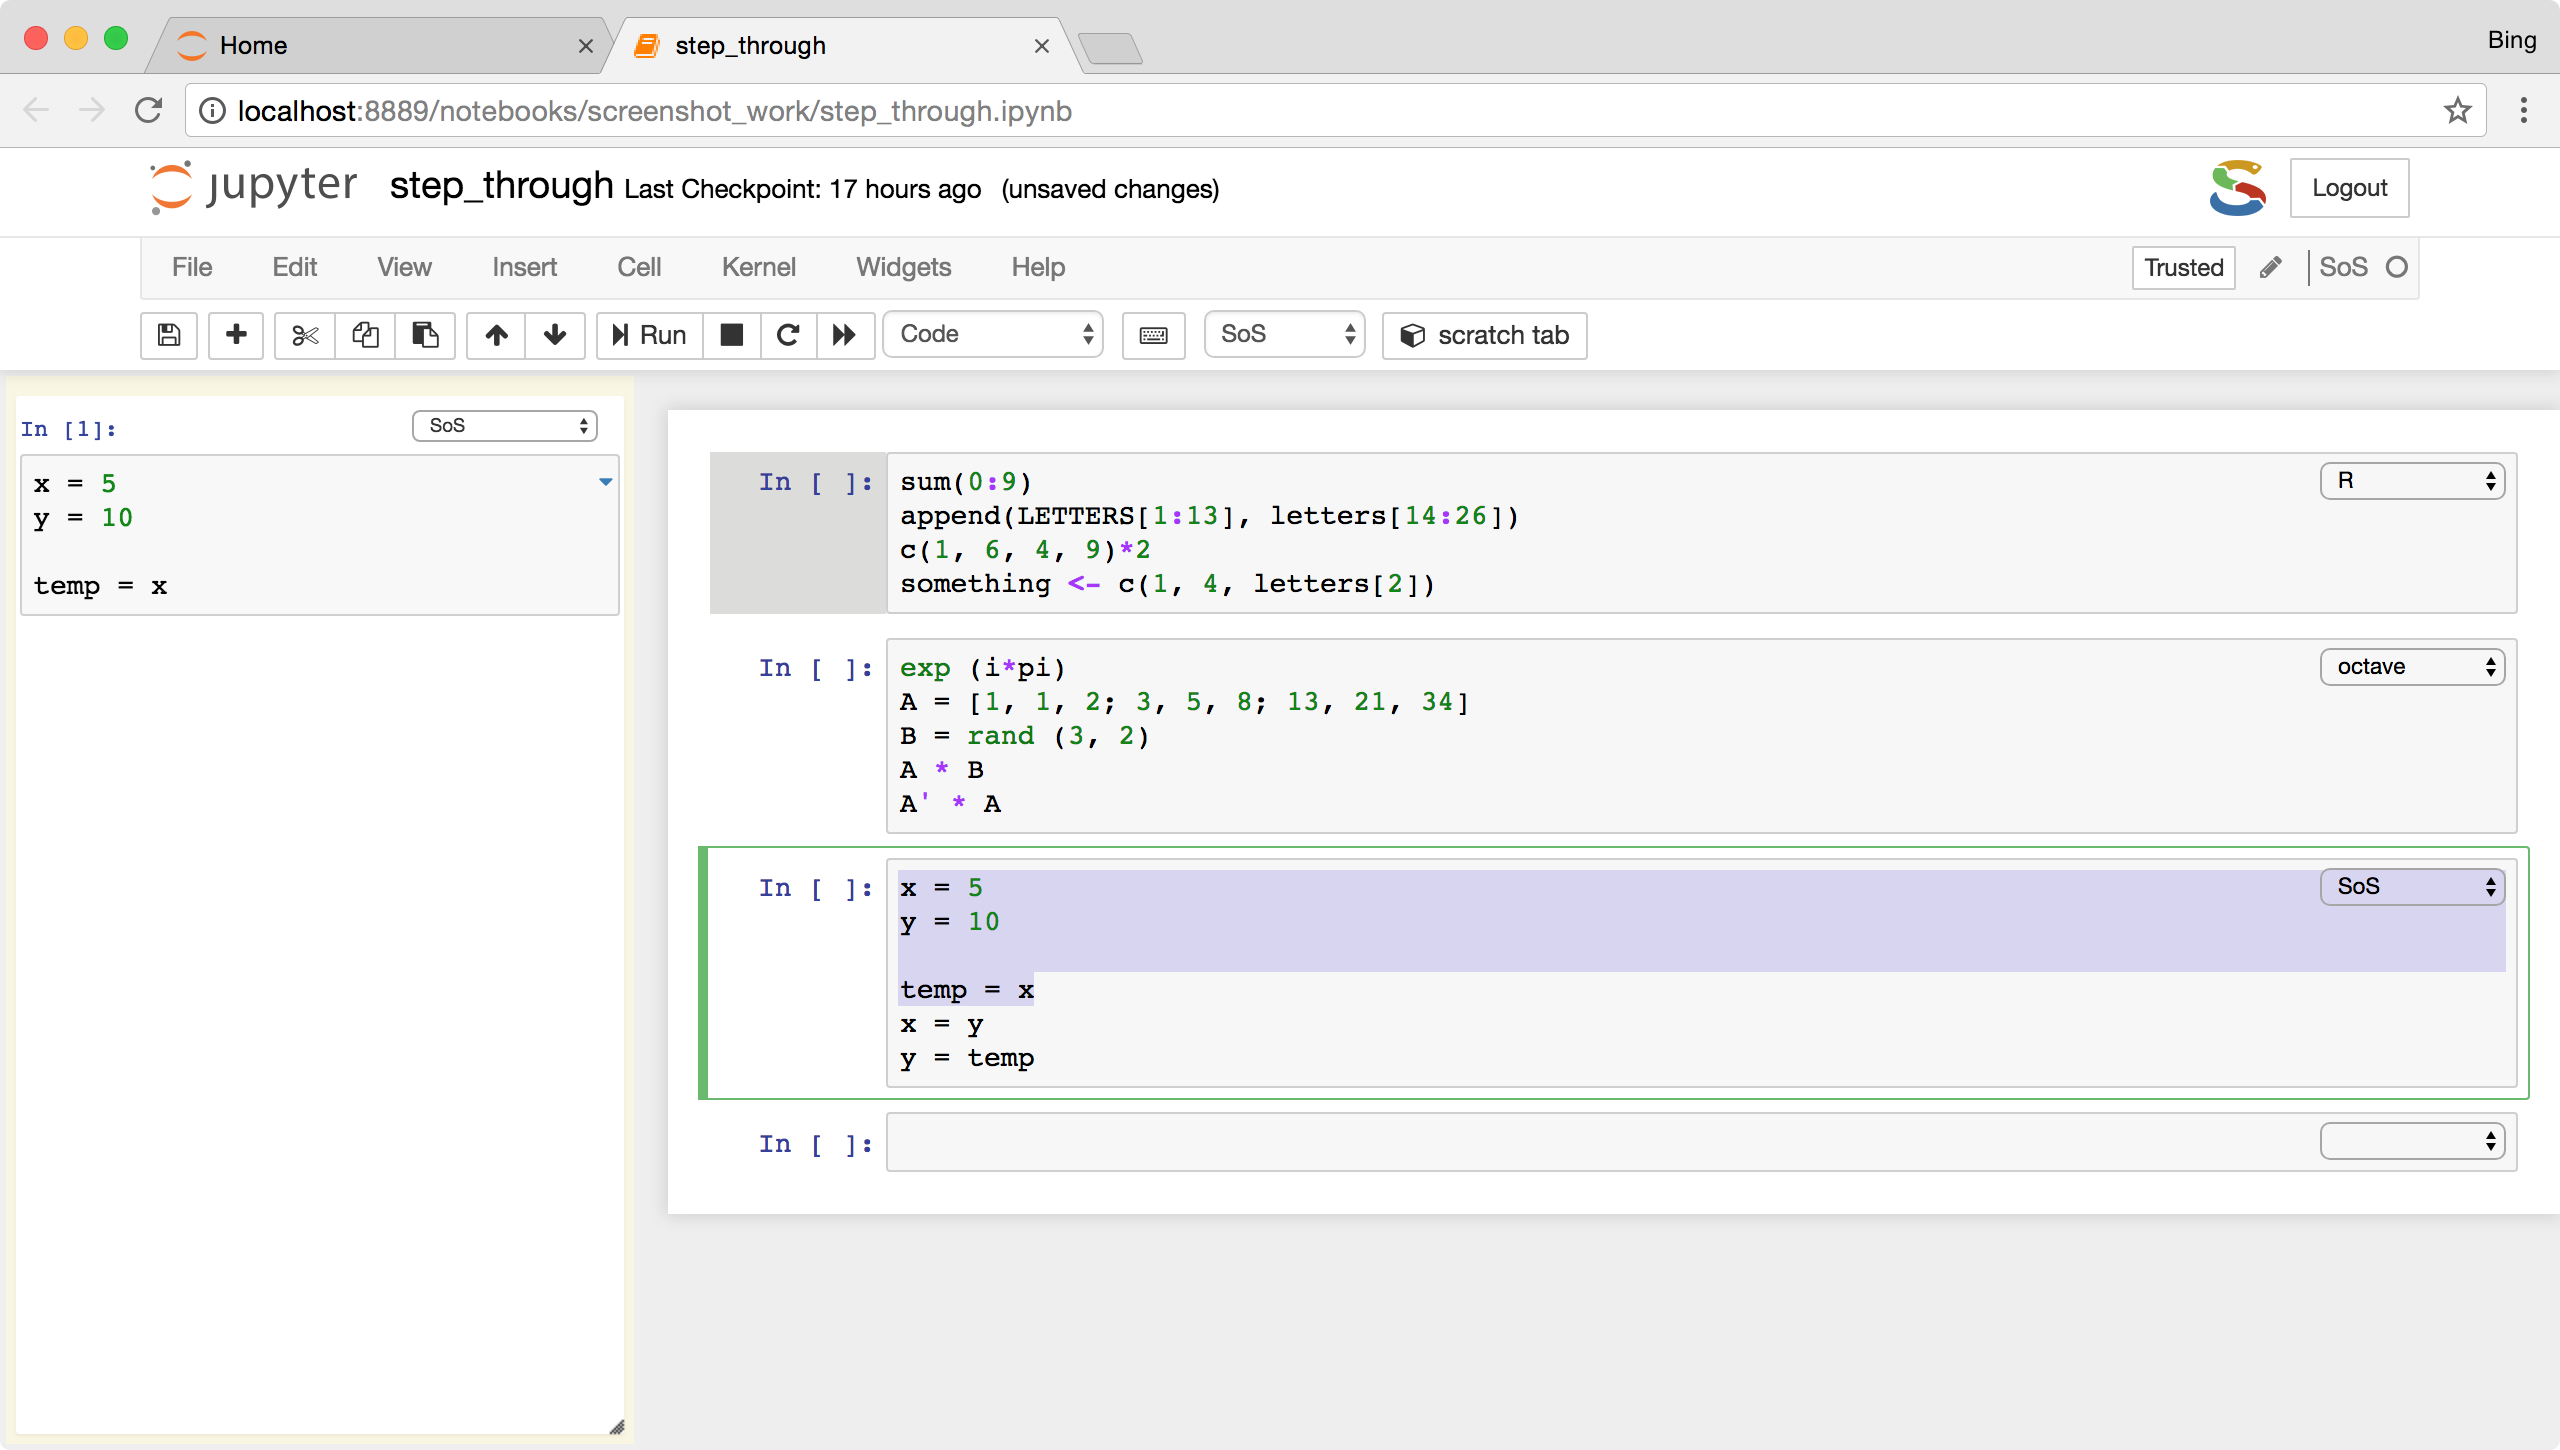 Home
step_through
Bing
localhost:8889/notebooks/screenshot_work/step_through.ipynb
jupyter step_through Last Checkpoint: 17 hours ago (unsaved changes)
Logout
File Edit View Insert Cell Kernel Widgets Help
Trusted SoS
Run Code SoS scratch tab
In [1]: SoS
x = 5
y = 10
temp = x
In [ ]: sum(0:9) R
append(LETTERS[1:13], letters[14:26])
c(1, 6, 4, 9)*2
something <- c(1, 4, letters[2])
In [ ]: exp (i*pi) octave
A = [1, 1, 2; 3, 5, 8; 13, 21, 34]
B = rand (3, 2)
A * B
A' * A
In [ ]: x = 5 SoS
y = 10
temp = x
x = y
y = temp
In [ ]: